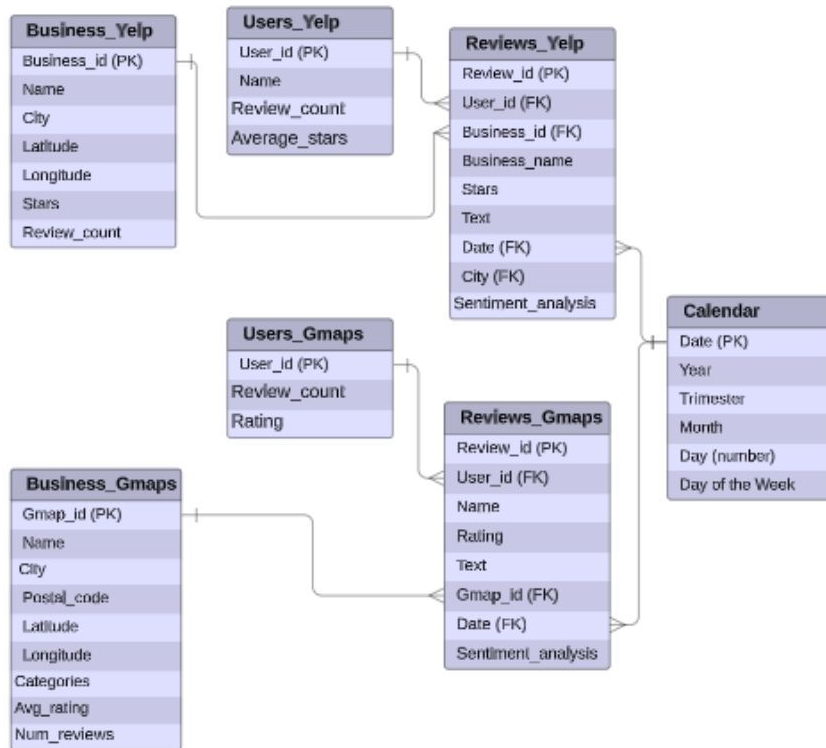 Business_Yelp
Business_id (PK)
Name
City
Latitude
Longitude
Stars
Review_count
Users_Yelp
User_id (PK)
Name
Review_count
Average_stars
Reviews_Yelp
Review_id (PK)
User_id (FK)
Business_id (FK)
Business_name
Stars
Text
Date (FK)
City (FK)
Sentiment_analysis
Users_Gmaps
User_id (PK)
Review_count
Rating
Calendar
Date (PK)
Year
Trimester
Month
Day (number)
Day of the Week
Reviews_Gmaps
Review_id (PK)
User_id (FK)
Name
Rating
Text
Gmap_id (FK)
Date (FK)
Sentiment_analysis
Business_Gmaps
Gmap_id (PK)
Name
City
Postal_code
Latitude
Longitude
Categories
Avg_rating
Num_reviews